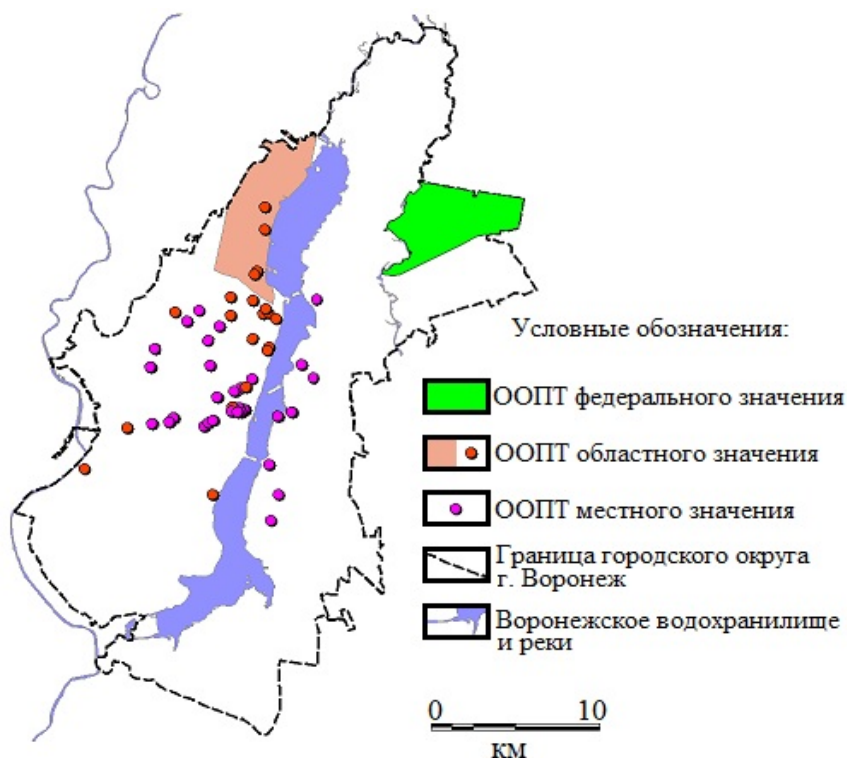 Условные обозначения:
ООПТ федерального значения
ООПТ областного значения
ООПТ местного значения
Граница городского округа
г. Воронеж
Воронежское водохранилище
и реки
0 10
км